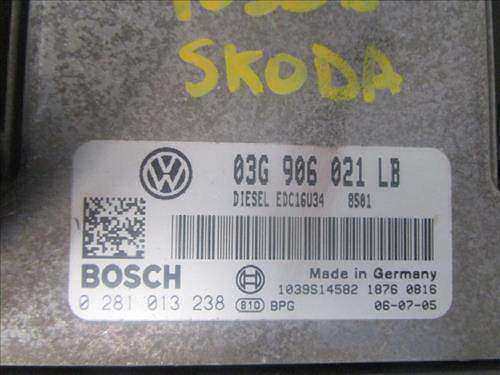 SKODA
03G 906 021 LB
DIESEL EDC16U34 8501
BOSCH
Made in Germany
1039S14582 1876 0816
0 281 013 238 810 BPG 06-07-05